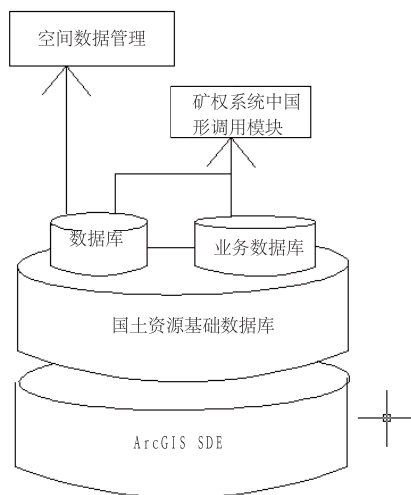 空间数据管理
矿权系统中国
形调用模块
数据库
业务数据库
国土资源基础数据库
ArcGIS SDE